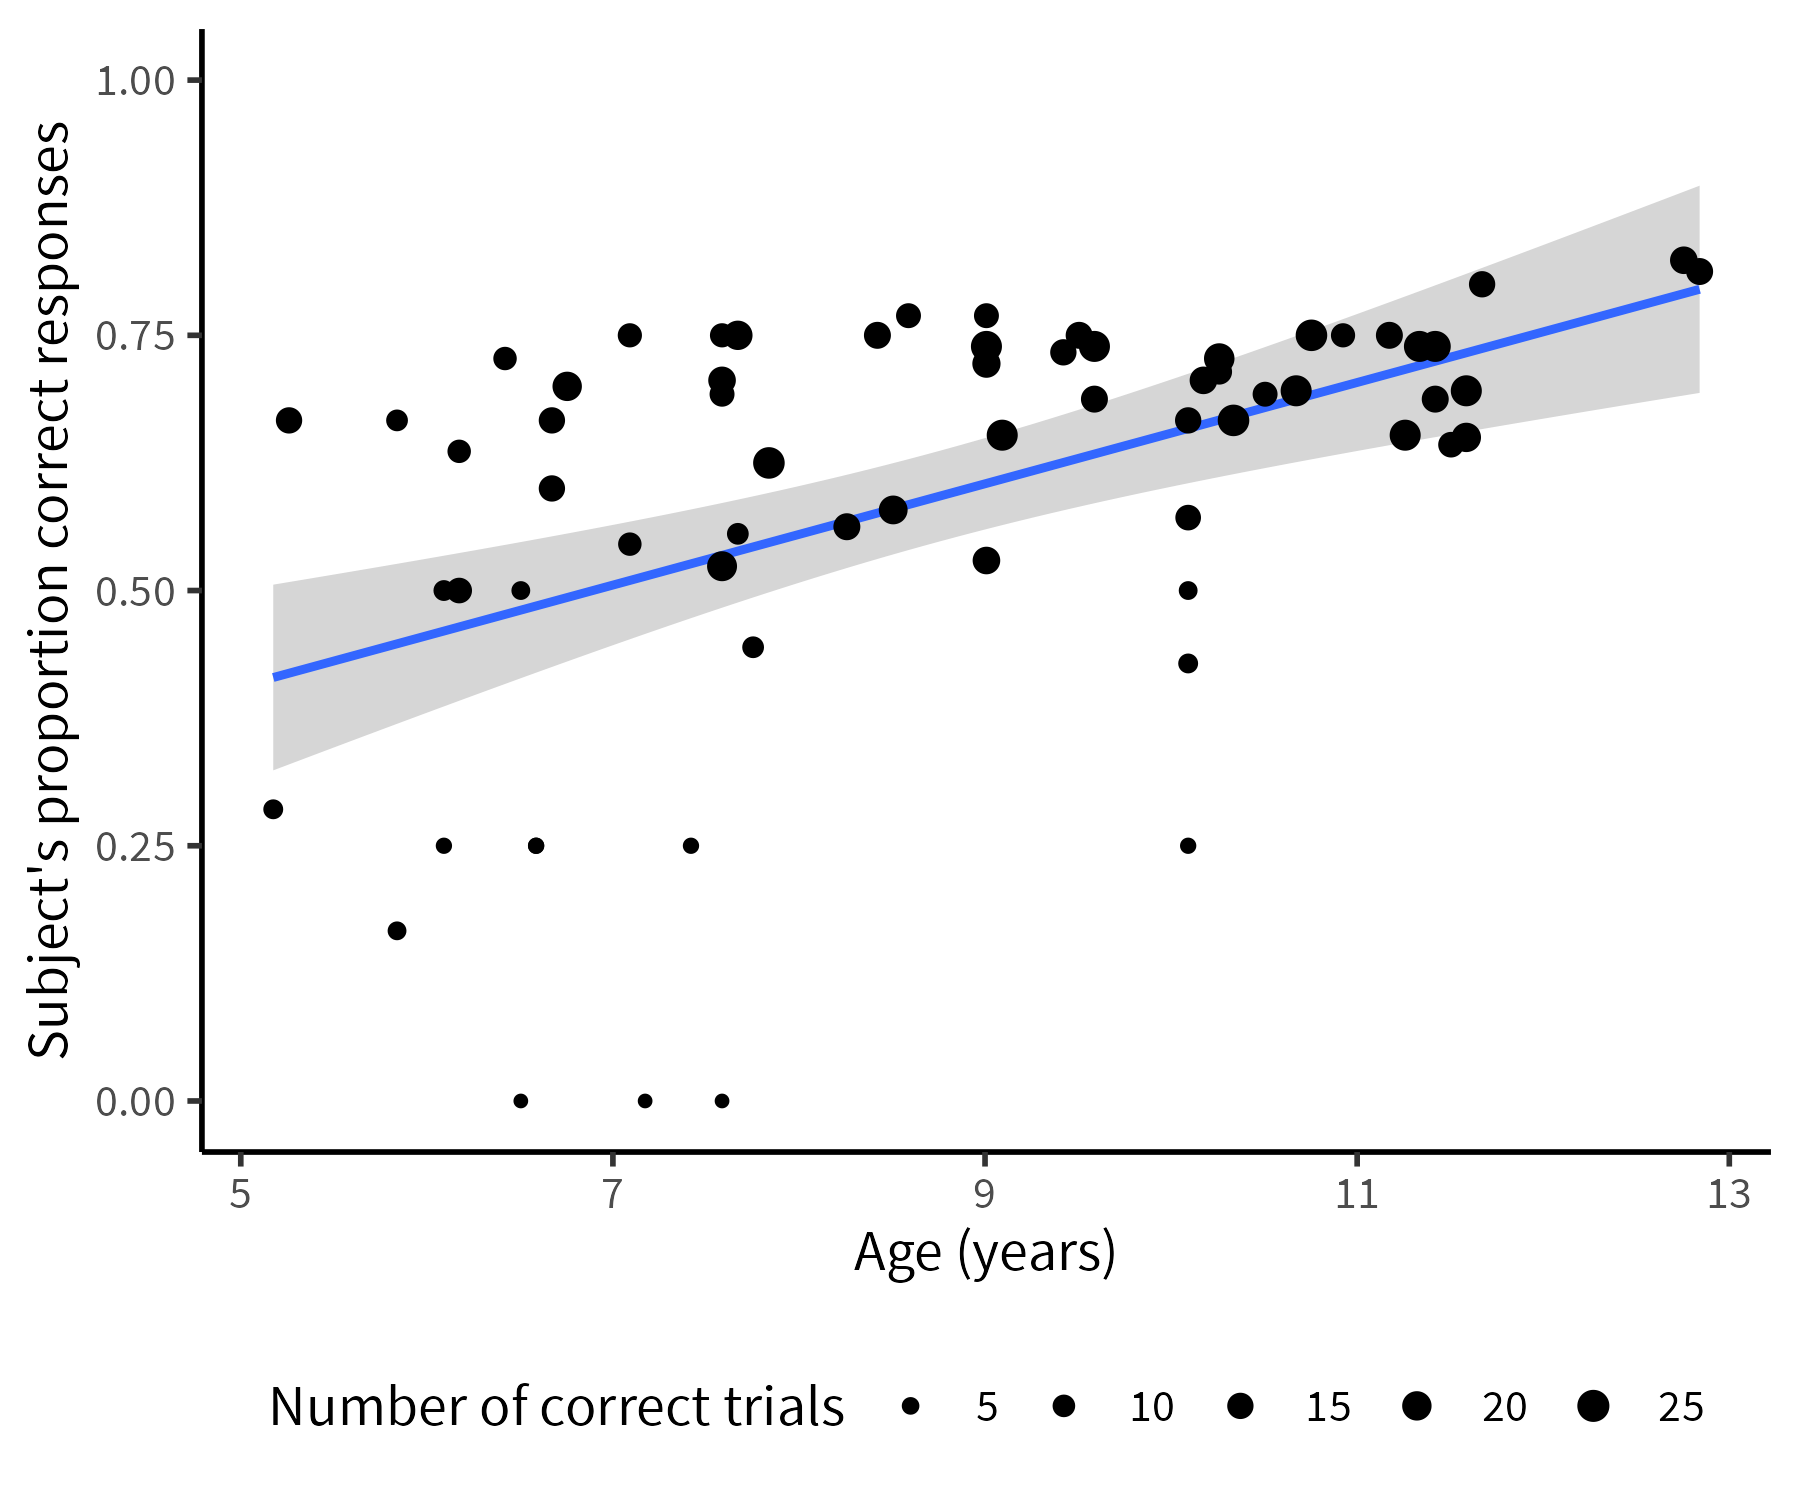 Subject's proportion correct responses
1.00
0.75
0.50
0.25
0.00
5 7 9 11 13
Age (years)
Number of correct trials 5 10 15 20 25